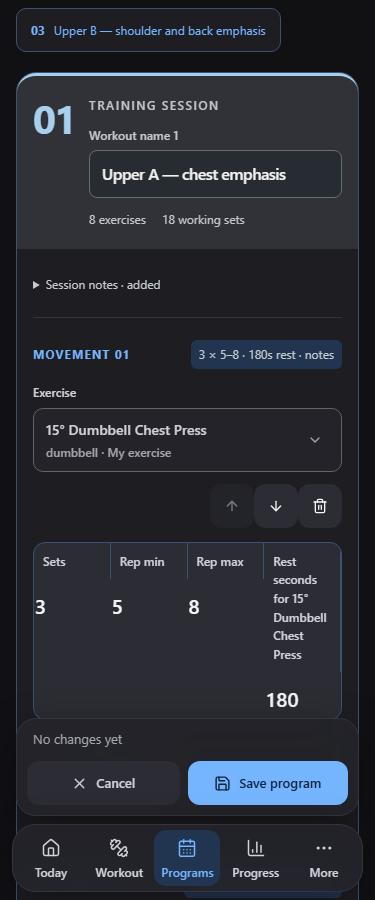 03 Upper B — shoulder and back emphasis
01
TRAINING SESSION
Workout name 1
Upper A — chest emphasis
8 exercises 18 working sets
Session notes · added
MOVEMENT 01
3 × 5–8 · 180s rest · notes
Exercise
15° Dumbbell Chest Press
dumbbell · My exercise
Sets
3
Rep min
5
Rep max
8
Rest
seconds
for 15°
Dumbbell
Chest
Press
180
No changes yet
Cancel
Save program
Today
Workout
Programs
Progress
More